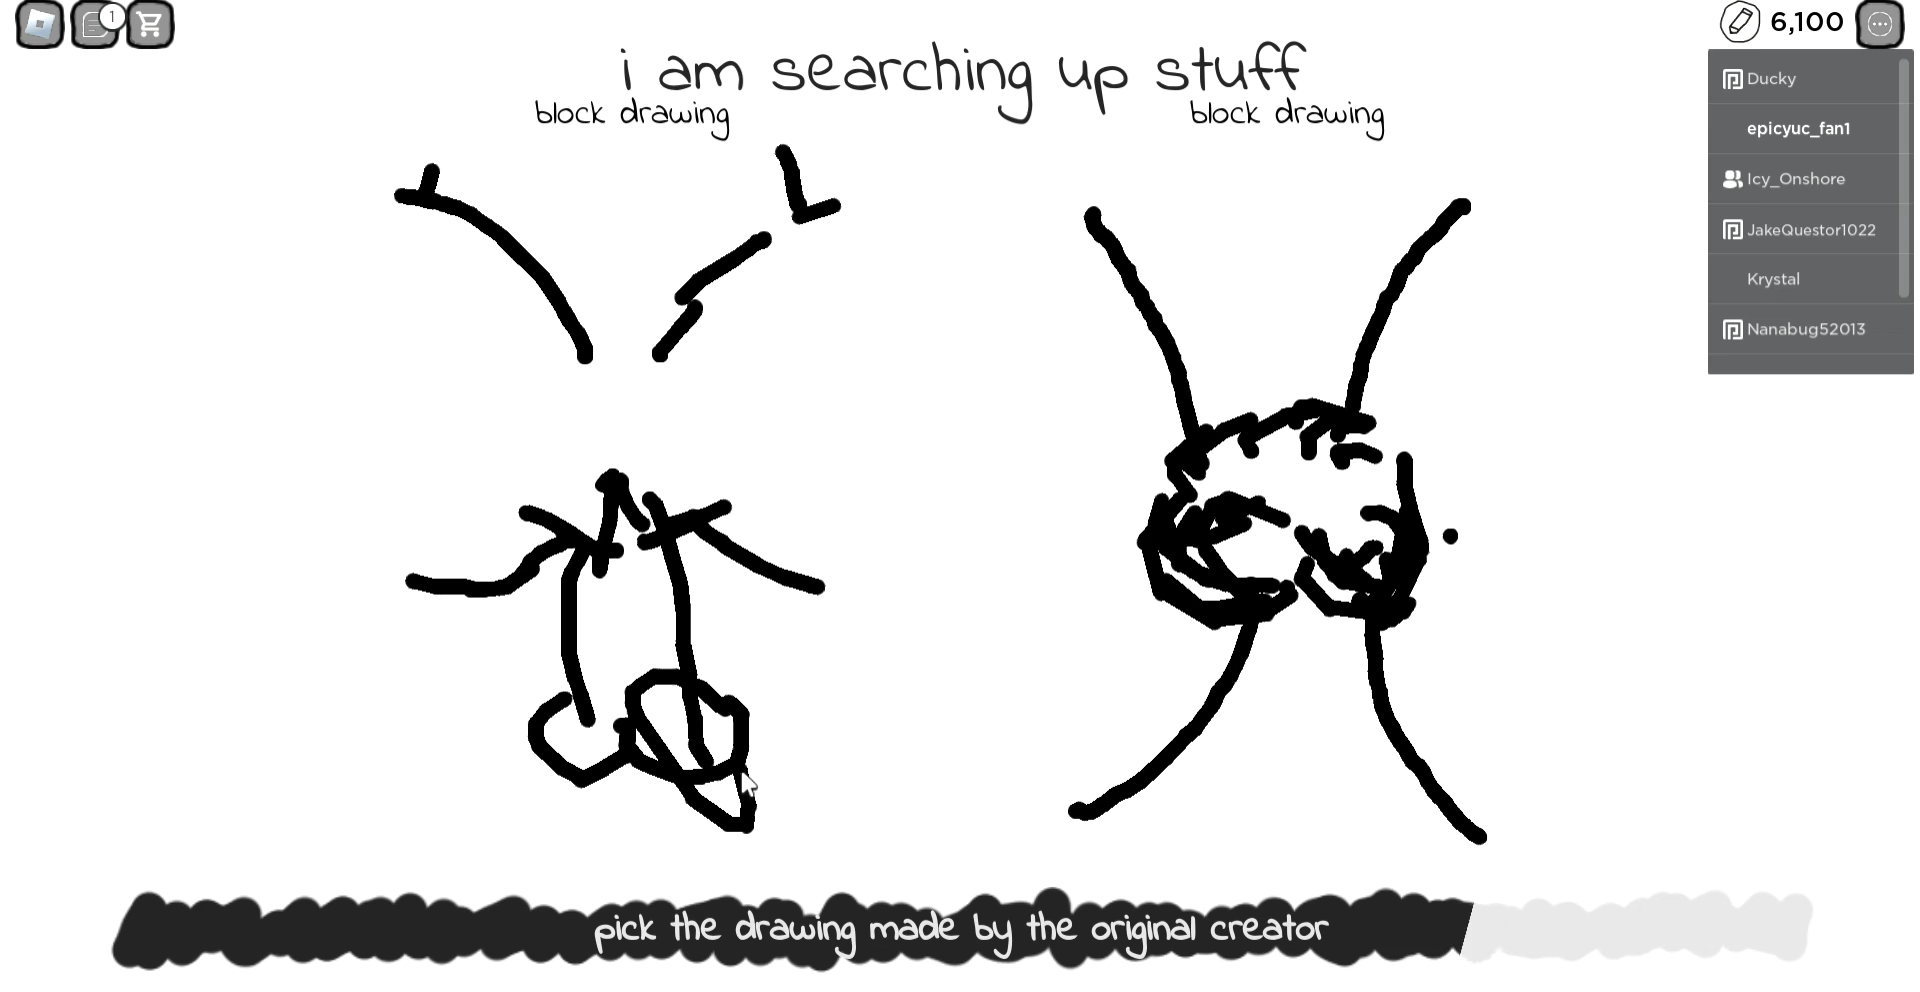 1
6,100
i am searching up stuff
block drawing
block drawing
Ducky
epicyuc_fan1
Icy_Onshore
JakeQuestor1022
Krystal
Nanabug52013
pick the drawing made by the original creator